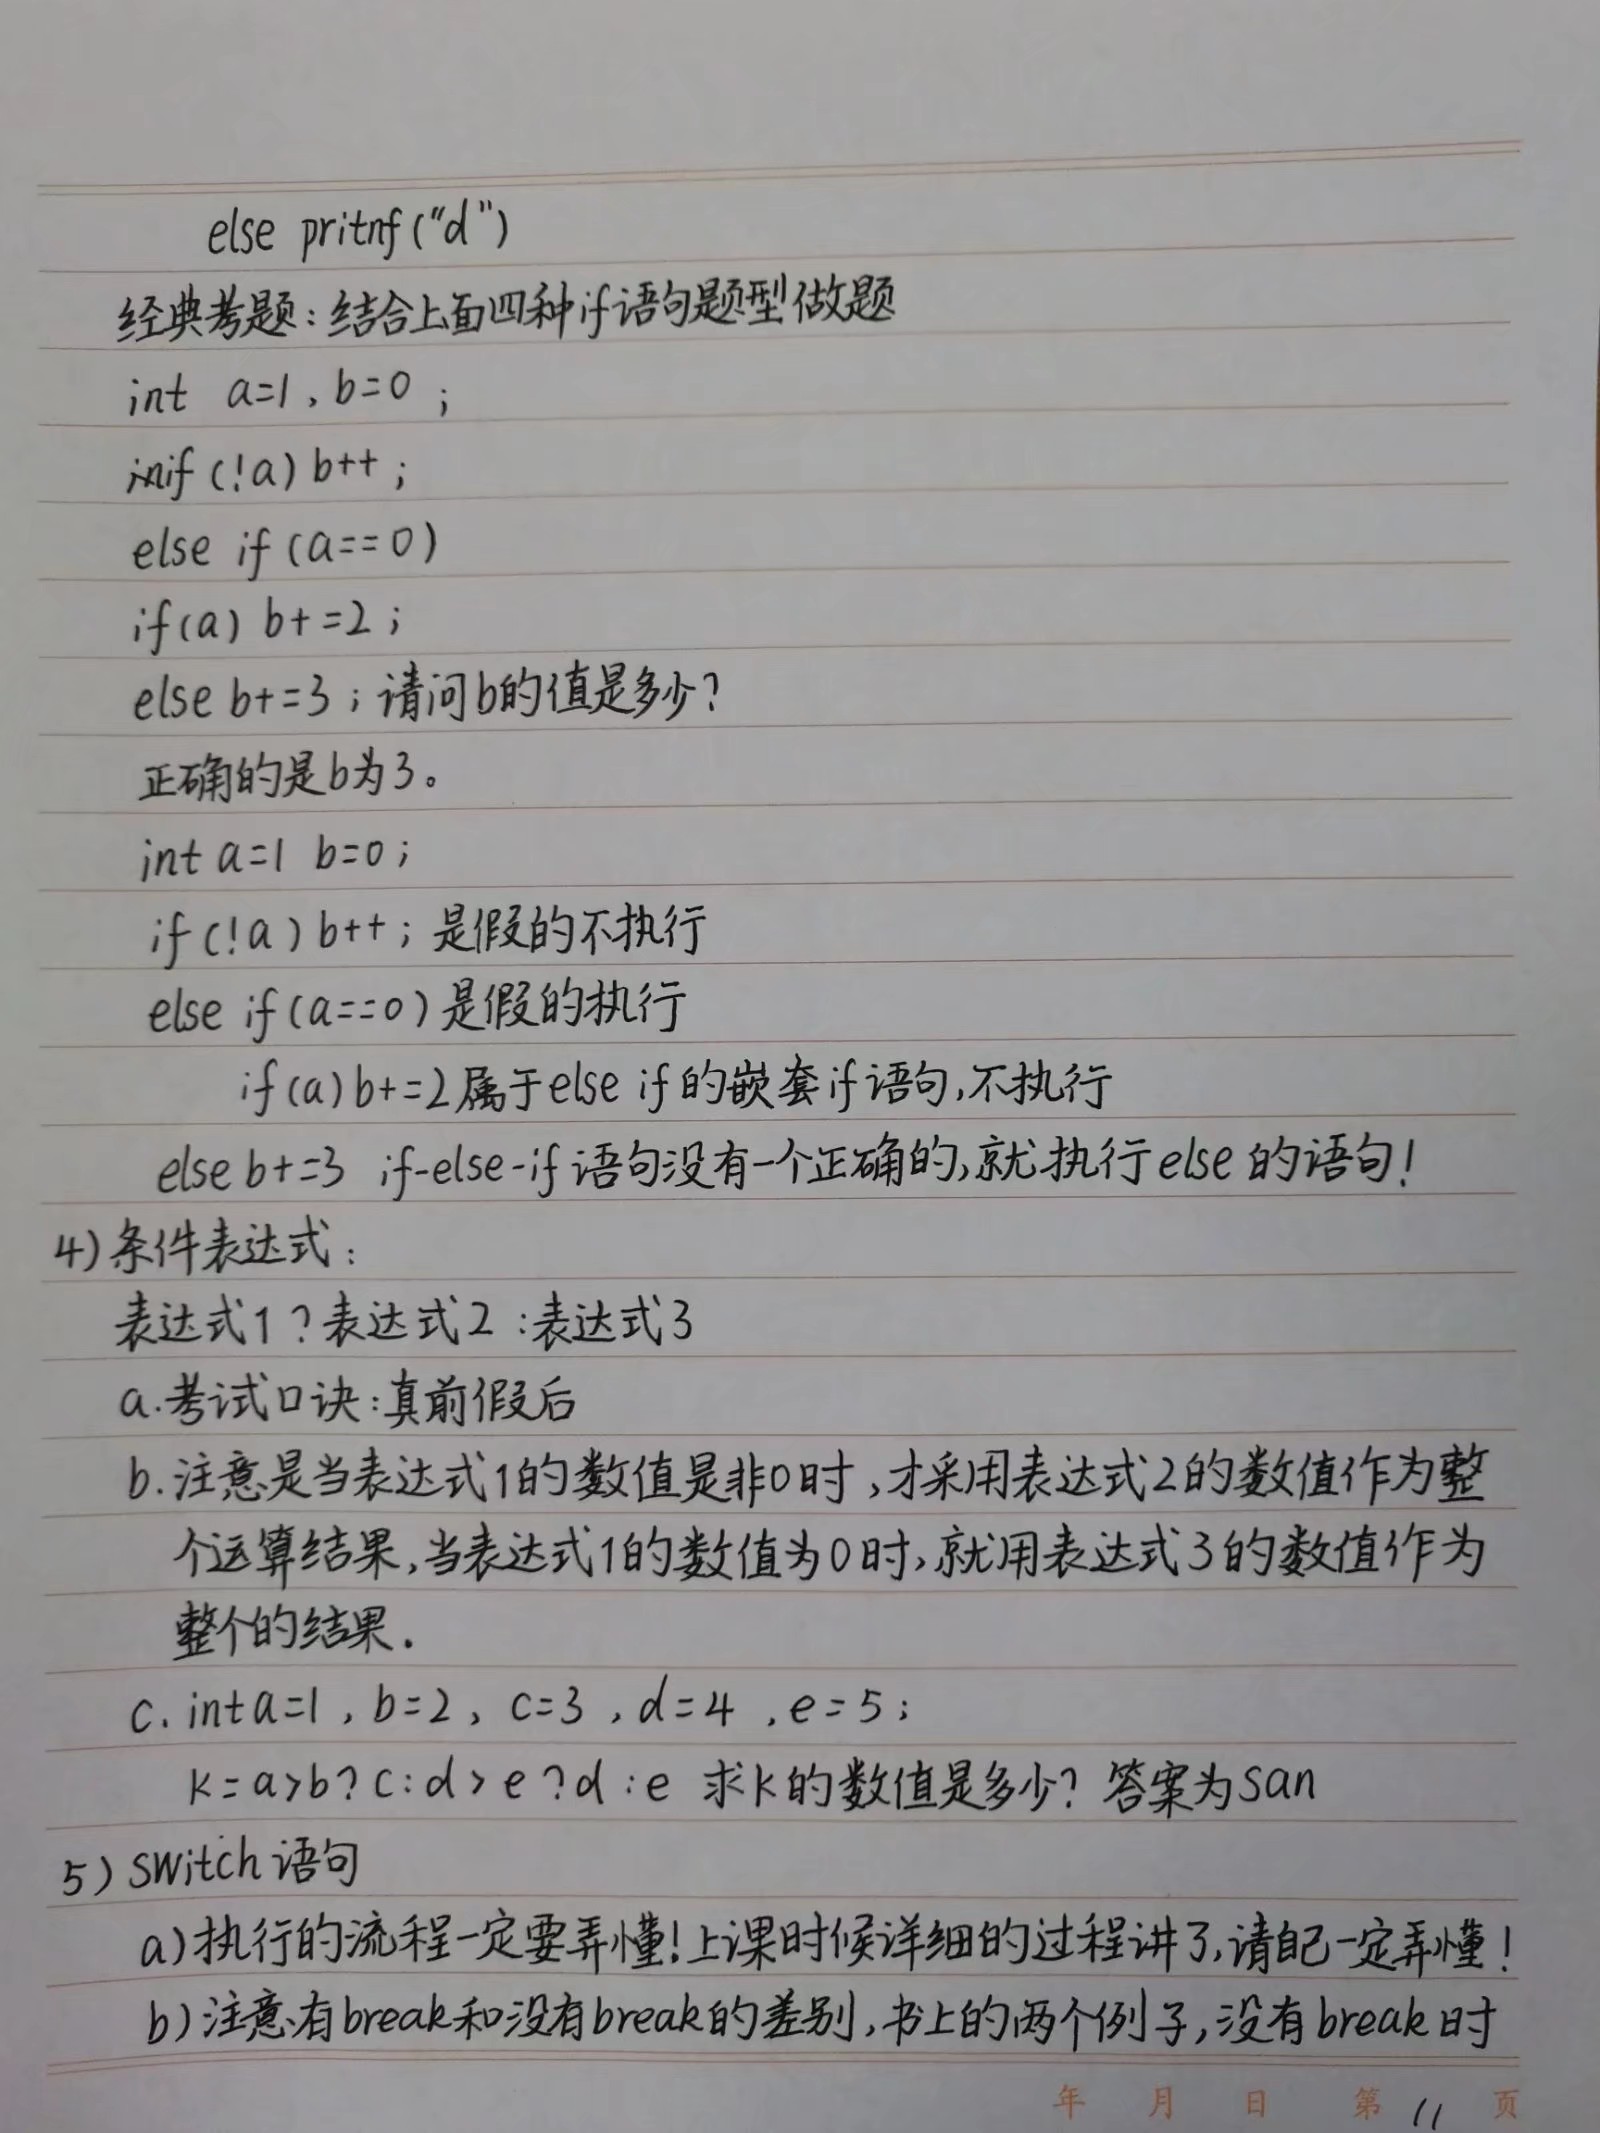 else pritnf("d")
经典考题:结合上面四种if语句题型做题
int a=1,b=0;
if(!a)b++;
else if(a==0)
if(a) b+=2;
else b+=3;请问b的值是多少?
正确的是b为3。
int a=1 b=0;
if(!a)b++;是假的不执行
else if(a==0)是假的执行
if(a)b+=2属于else if的嵌套if语句,不执行
else b+=3 if-else-if语句没有一个正确的,就执行else的语句!
4)条件表达式:
表达式1?表达式2:表达式3
a.考试口诀:真前假后
b.注意是当表达式1的数值是非0时,才采用表达式2的数值作为整
个运算结果,当表达式1的数值为0时,就用表达式3的数值作为
整个的结果.
c.int a=1,b=2,c=3,d=4,e=5;
k=a>b?c:d>e?d:e 求k的数值是多少?答案为san
5)switch语句
a)执行的流程一定要弄懂!上课时候详细的过程讲了,请自己一定弄懂!
b)注意有break和没有break的差别,书上的两个例子,没有break时
年 月 日 第 11 页